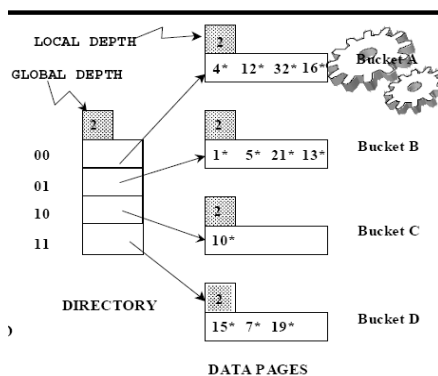 LOCAL DEPTH
2
4* 12* 32* 16*
Bucket A
GLOBAL DEPTH
2
00
01
10
11
DIRECTORY
2
1* 5* 21* 13*
Bucket B
2
10*
Bucket C
2
15* 7* 19*
Bucket D
DATA PAGES